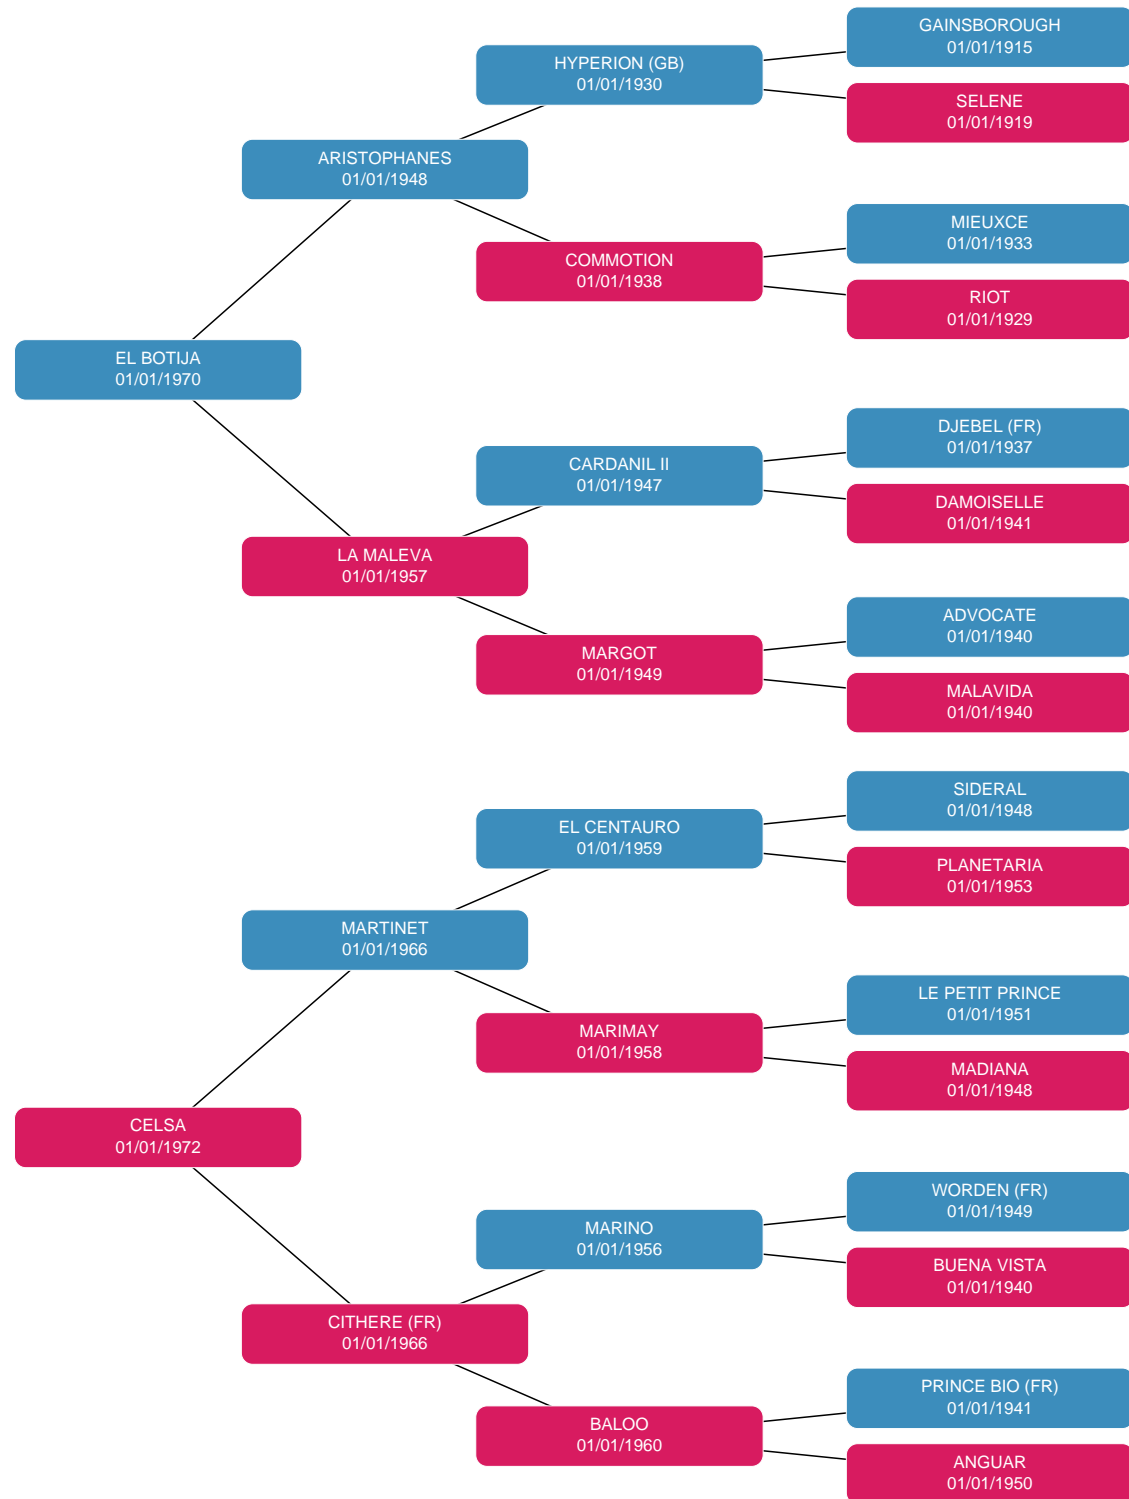 GAINSBOROUGH
01/01/1915
HYPERION (GB)
01/01/1930
SELENE
01/01/1919
ARISTOPHANES
01/01/1948
MIEUXCE
01/01/1933
COMMOTION
01/01/1938
RIOT
01/01/1929
EL BOTIJA
01/01/1970
DJEBEL (FR)
01/01/1937
CARDANIL II
01/01/1947
DAMOISELLE
01/01/1941
LA MALEVA
01/01/1957
ADVOCATE
01/01/1940
MARGOT
01/01/1949
MALAVIDA
01/01/1940
SIDERAL
01/01/1948
EL CENTAURO
01/01/1959
PLANETARIA
01/01/1953
MARTINET
01/01/1966
LE PETIT PRINCE
01/01/1951
MARIMAY
01/01/1958
MADIANA
01/01/1948
CELSA
01/01/1972
WORDEN (FR)
01/01/1949
MARINO
01/01/1956
BUENA VISTA
01/01/1940
CITHERE (FR)
01/01/1966
PRINCE BIO (FR)
01/01/1941
BALOO
01/01/1960
ANGUAR
01/01/1950